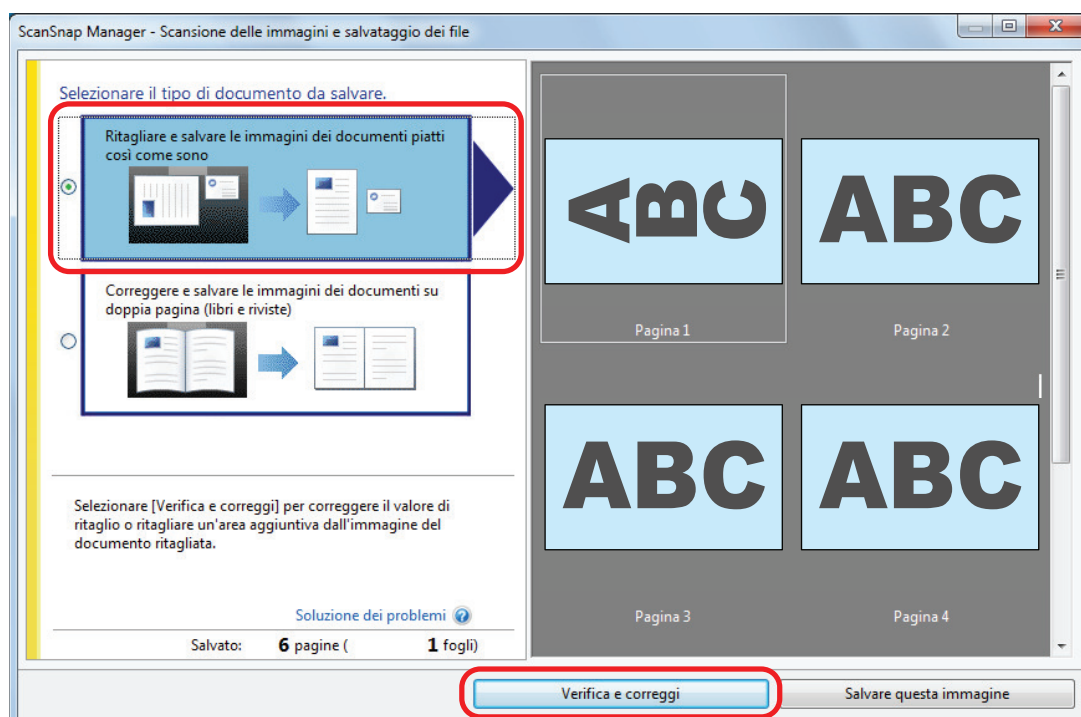 ScanSnap Manager - Scansione delle immagini e salvataggio dei file
Selezionare il tipo di documento da salvare.
Ritagliare e salvare le immagini dei documenti piatti
così come sono
Correggere e salvare le immagini dei documenti su
doppia pagina (libri e riviste)
Selezionare [Verifica e correggi] per correggere il valore di
ritaglio o ritagliare un'area aggiuntiva dall'immagine del
documento ritagliata.
Soluzione dei problemi
Salvato: 6 pagine ( 1 fogli)
ABC
Pagina 1
ABC
Pagina 2
ABC
Pagina 3
ABC
Pagina 4
Verifica e correggi
Salvare questa immagine